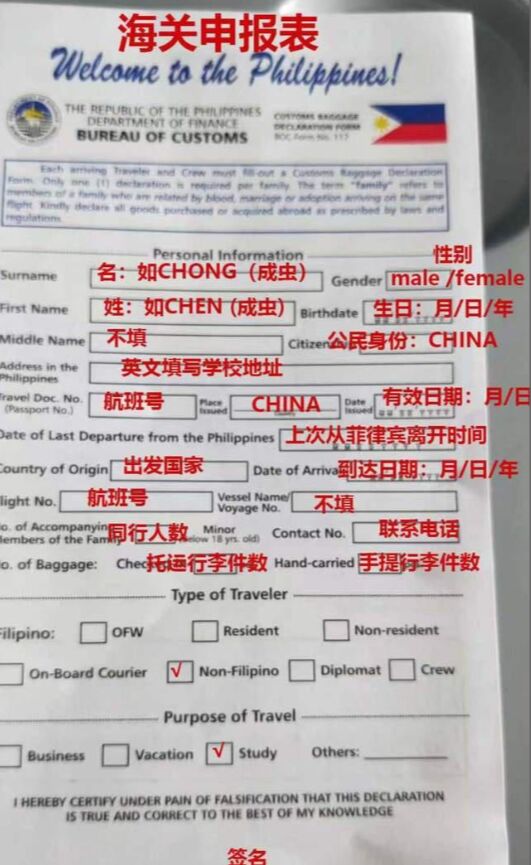 海关申报表
Welcome to the Philippines!
THE REPUBLIC OF THE PHILIPPINES
DEPARTMENT OF FINANCE
BUREAU OF CUSTOMS
CUSTOMS BAGGAGE
DECLARATION FORM
BOC Form No. 117
Each arriving Traveler and Crew must fill-out a Customs Baggage Declaration
Form. Only one (1) declaration is required per family. The term "family" refers to
members of a family who are related by blood, marriage or adoption arriving on the same
flight. Kindly declare all goods purchased or acquired abroad as prescribed by laws and
regulations.
Personal Information
性别
Surname 名：如CHONG（成虫） Gender male /female
First Name 姓：如CHEN (成虫） Birthdate 生日：月/日/年
Middle Name 不填 公民身份：CHINA
Address in the
Philippines 英文填写学校地址
Travel Doc. No.
(Passport No.) 航班号 Place
Issued CHINA Date
Issued 有效日期：月/日
Date of Last Departure from the Philippines 上次从菲律宾离开时间
Country of Origin 出发国家 Date of Arrival 到达日期：月/日/年
light No. 航班号 Vessel Name/
Voyage No. 不填
o. of Accompanying
Members of the Family 同行人数 Minor
(below 18 yrs. old) Contact No. 联系电话
o. of Baggage: 托运行李件数 Hand-carried 手提行李件数
Type of Traveler
Filipino: OFW Resident Non-resident
On-Board Courier √ Non-Filipino Diplomat Crew
Purpose of Travel
Business Vacation √ Study Others:
I HEREBY CERTIFY UNDER PAIN OF FALSIFICATION THAT THIS DECLARATION
IS TRUE AND CORRECT TO THE BEST OF MY KNOWLEDGE
签名